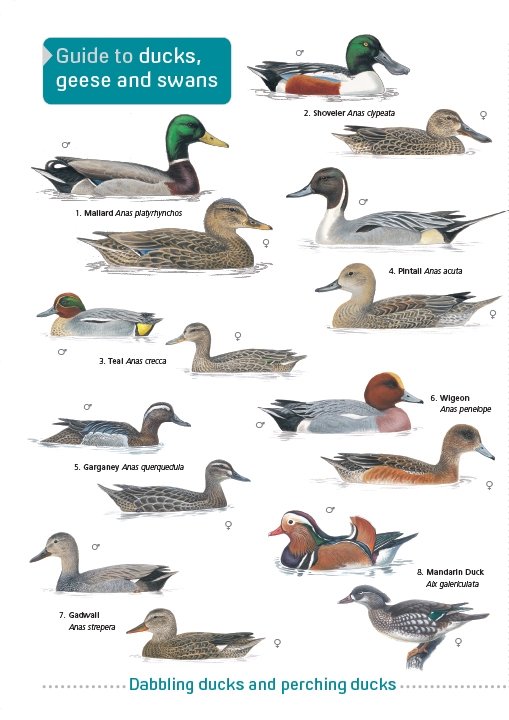 Guide to ducks,
geese and swans
♂
2. Shoveler Anas clypeata
♀
♂
1. Mallard Anas platyrhynchos
♀
♂
4. Pintail Anas acuta
♀
♂
3. Teal Anas crecca
♀
6. Wigeon
Anas penelope
♂
♀
♂
5. Garganey Anas querquedula
♀
♂
8. Mandarin Duck
Aix galericulata
♀
♂
7. Gadwall
Anas strepera
♀
Dabbling ducks and perching ducks